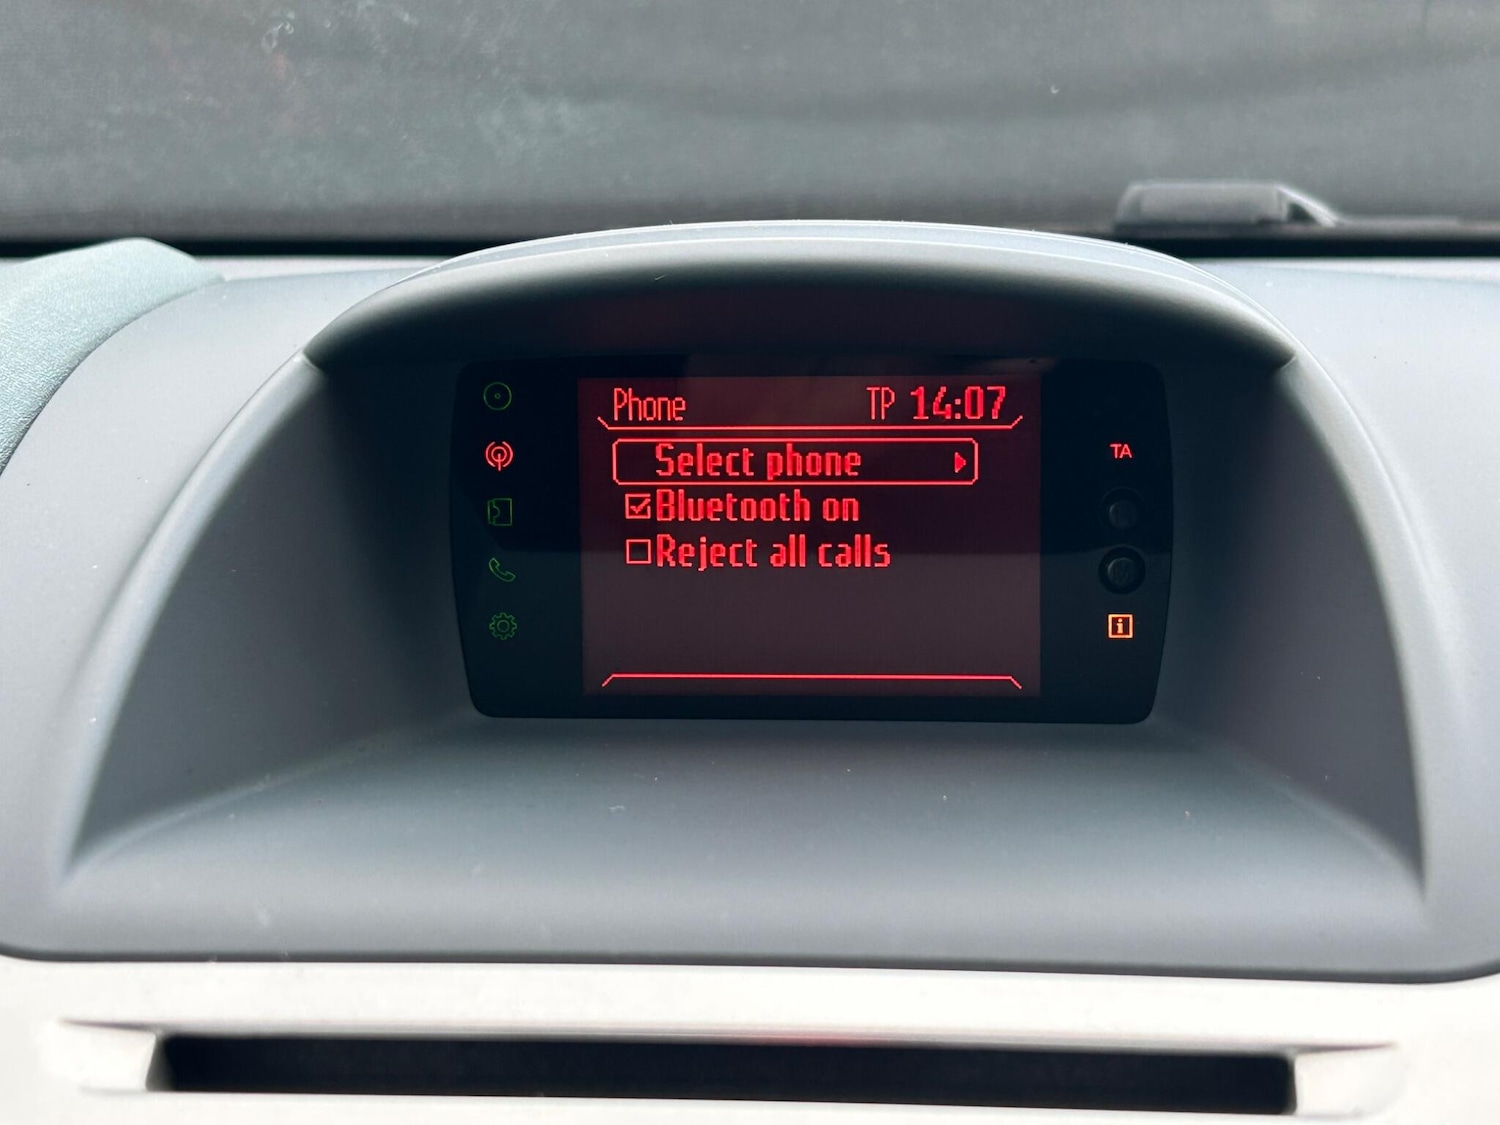 Phone TP 14:07
Select phone
Bluetooth on
Reject all calls
TA
i